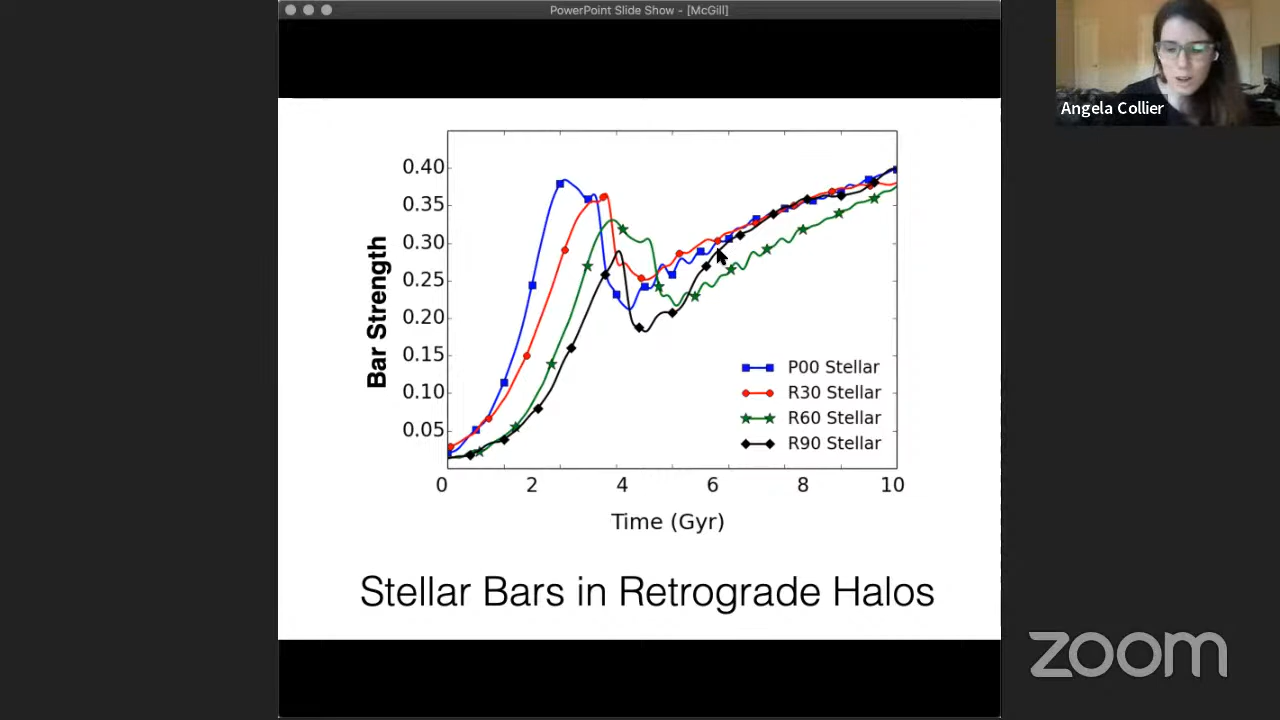 PowerPoint Slide Show - [McGill]
Angela Collier
0.40
0.35
0.30
0.25
0.20
0.15
0.10
0.05
Bar Strength
P00 Stellar
R30 Stellar
R60 Stellar
R90 Stellar
0 2 4 6 8 10
Time (Gyr)
Stellar Bars in Retrograde Halos
zoom